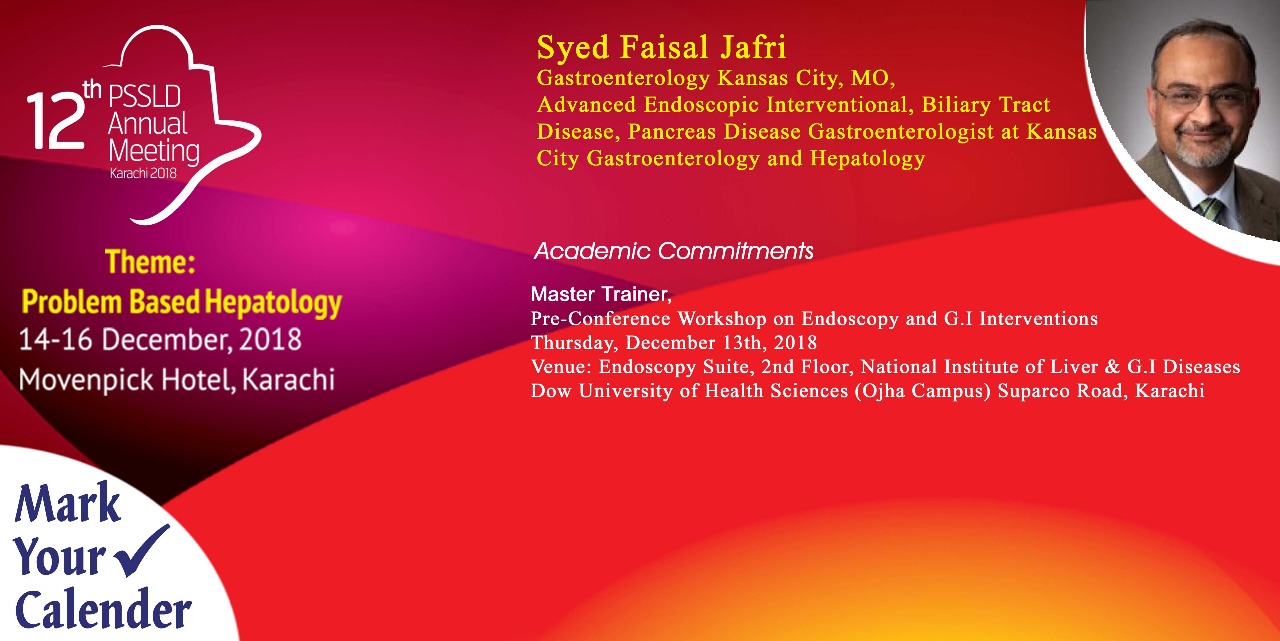 12th PSSLD
Annual
Meeting
Karachi 2018
Theme:
Problem Based Hepatology
14-16 December, 2018
Movenpick Hotel, Karachi
Mark
Your
Calender
Syed Faisal Jafri
Gastroenterology Kansas City, MO,
Advanced Endoscopic Interventional, Biliary Tract
Disease, Pancreas Disease Gastroenterologist at Kansas
City Gastroenterology and Hepatology
Academic Commitments
Master Trainer,
Pre-Conference Workshop on Endoscopy and G.I Interventions
Thursday, December 13th, 2018
Venue: Endoscopy Suite, 2nd Floor, National Institute of Liver & G.I Diseases
Dow University of Health Sciences (Ojha Campus) Suparco Road, Karachi